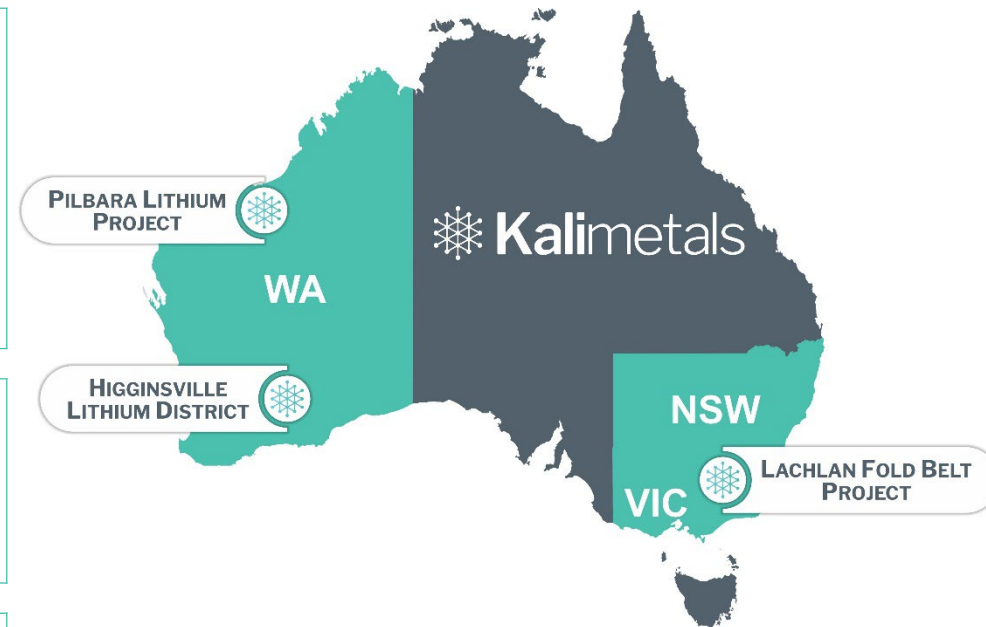 PILBARA LITHIUM
PROJECT
Kalimetals
WA
HIGGINSVILLE
LITHIUM DISTRICT
NSW
LACHLAN FOLD BELT
PROJECT
VIC